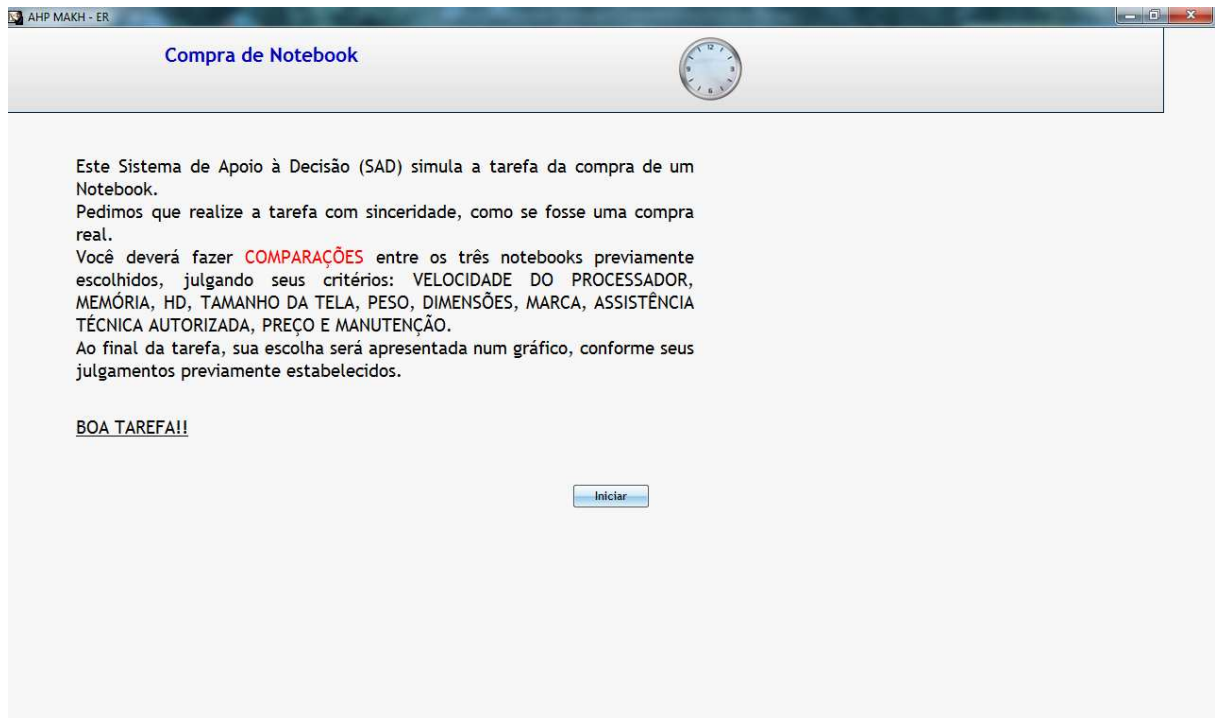 AHP MAKH - ER
Compra de Notebook
Este Sistema de Apoio à Decisão (SAD) simula a tarefa da compra de um
Notebook.
Pedimos que realize a tarefa com sinceridade, como se fosse uma compra
real.
Você deverá fazer COMPARAÇÕES entre os três notebooks previamente
escolhidos, julgando seus critérios: VELOCIDADE DO PROCESSADOR,
MEMÓRIA, HD, TAMANHO DA TELA, PESO, DIMENSÕES, MARCA, ASSISTÊNCIA
TÉCNICA AUTORIZADA, PREÇO E MANUTENÇÃO.
Ao final da tarefa, sua escolha será apresentada num gráfico, conforme seus
julgamentos previamente estabelecidos.
BOA TAREFA!!
Iniciar